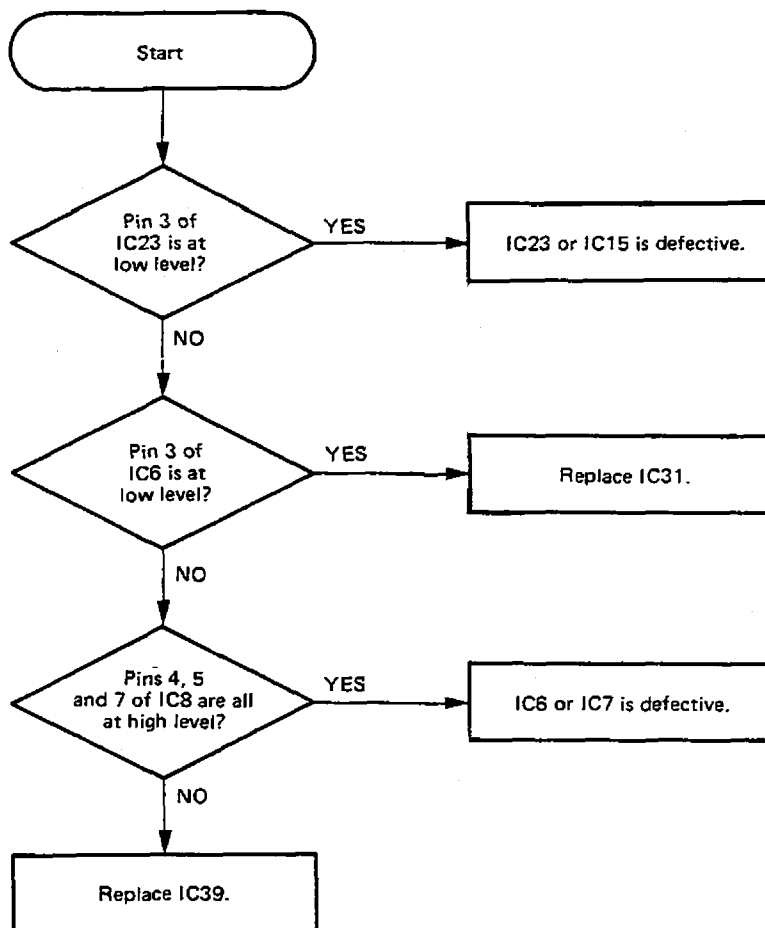 Start
Pin 3 of
IC23 is at
low level?
YES
IC23 or IC15 is defective.
NO
Pin 3 of
IC6 is at
low level?
YES
Replace IC31.
NO
Pins 4, 5
and 7 of IC8 are all
at high level?
YES
IC6 or IC7 is defective.
NO
Replace IC39.